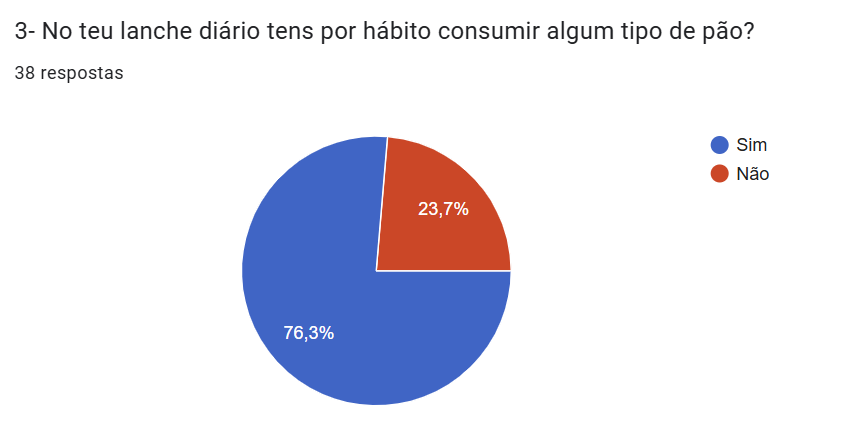 3- No teu lanche diário tens por hábito consumir algum tipo de pão?
38 respostas
Sim
Não
23,7%
76,3%